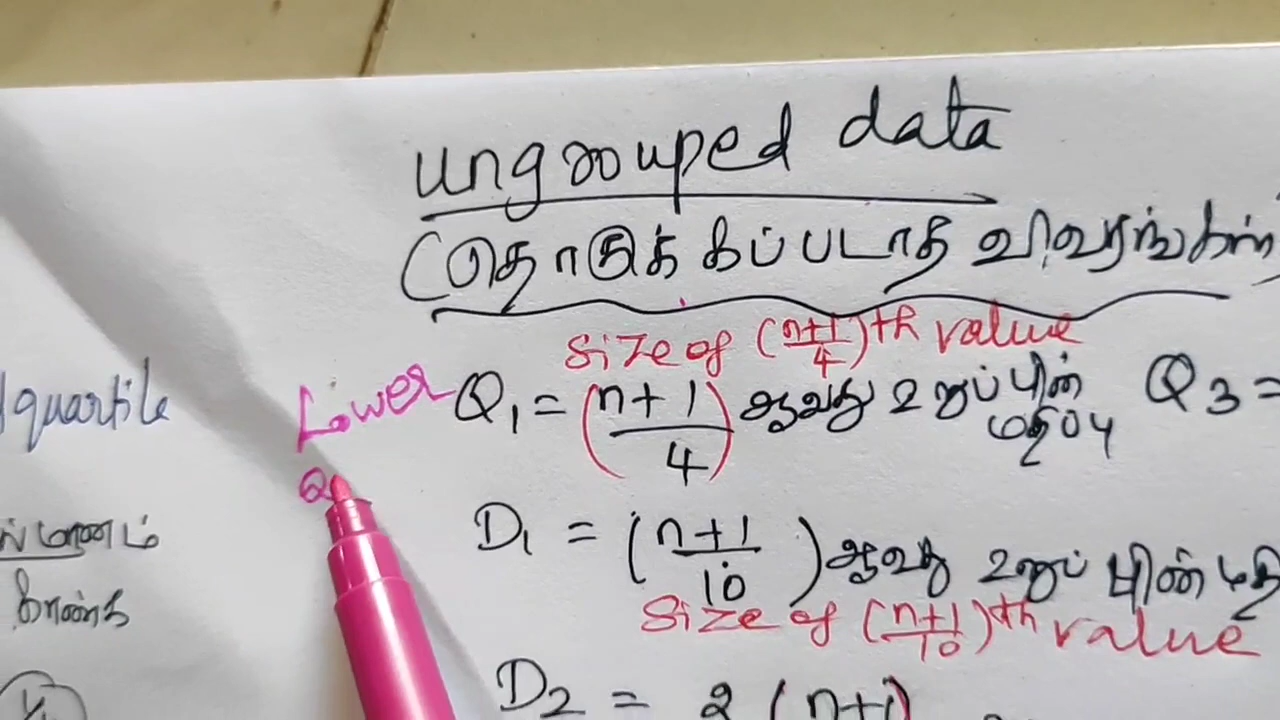 ungrouped data
(தொகுக்கப்படாத விவரங்கள்
size of (n+1/4)th value
quartile Lower Q1 = (n+1/4) ஆவது உறுப்பின் மதிப்பு Q3 =
Q
D1 = (n+1/10) ஆவது உறுப்பின் மதி
காண்க
Size of (n+1/10)th value
D2 = 2(n+1)